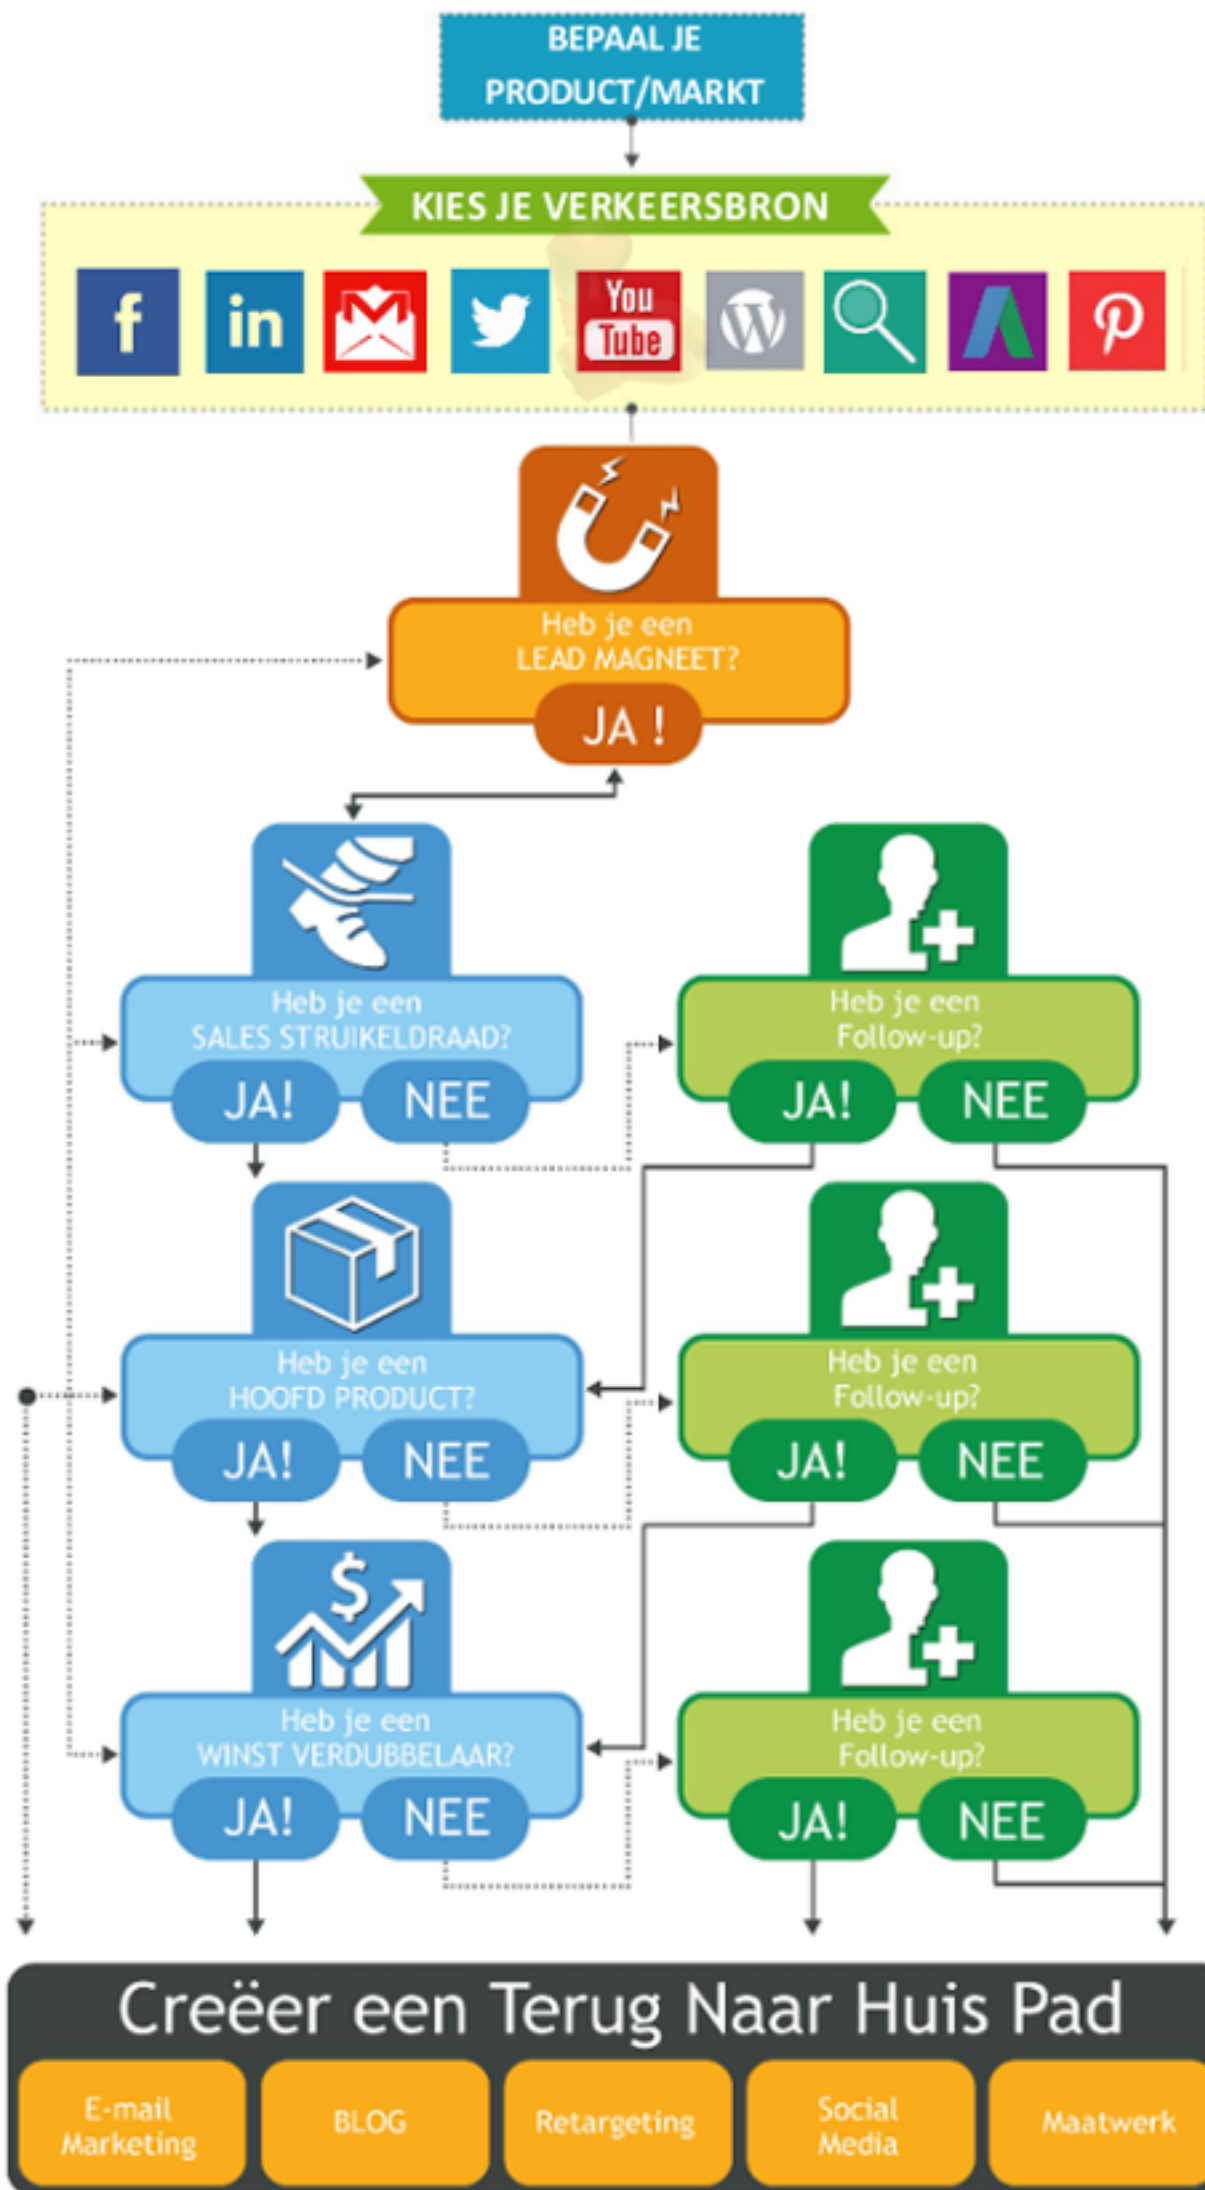 BEPAAL JE
PRODUCT/MARKT
KIES JE VERKEERSBRON
f
in
You
Tube
Heb je een
LEAD MAGNEET?
JA !
Heb je een
SALES STRUIKELDRAAD?
JA!
NEE
Heb je een
Follow-up?
JA!
NEE
Heb je een
HOOFD PRODUCT?
JA!
NEE
Heb je een
Follow-up?
JA!
NEE
$
Heb je een
WINST VERDUBBELAAR?
JA!
NEE
Heb je een
Follow-up?
JA!
NEE
Creëer een Terug Naar Huis Pad
E-mail
Marketing
BLOG
Retargeting
Social
Media
Maatwerk